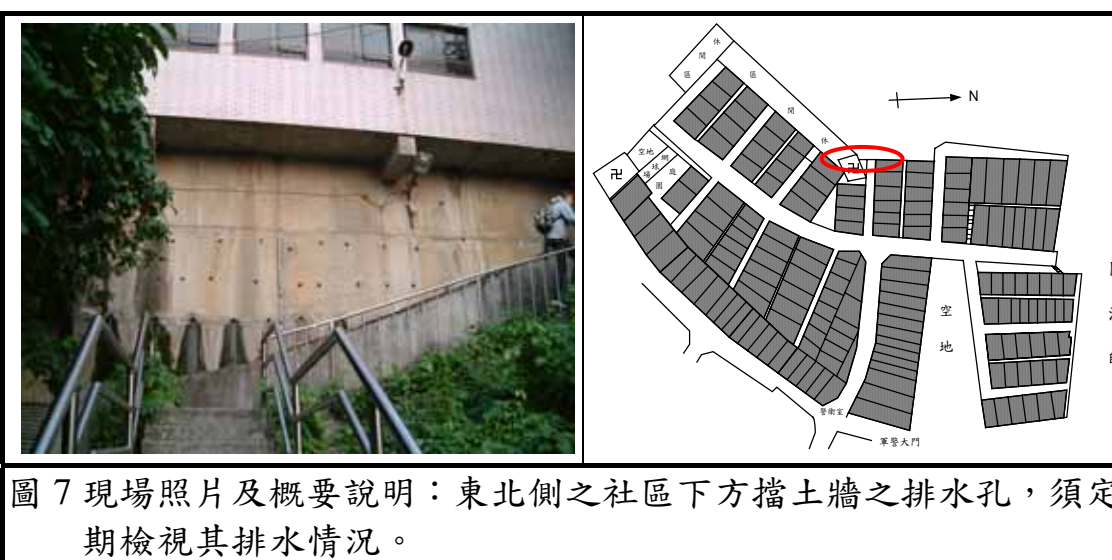 休
閒
區
區
閒
休
N
卍
空地
網
球
場
庭
園
卍
空
地
警衛室
軍警大門
圖 7 現場照片及概要說明：東北側之社區下方擋土牆之排水孔，須定
期檢視其排水情況。